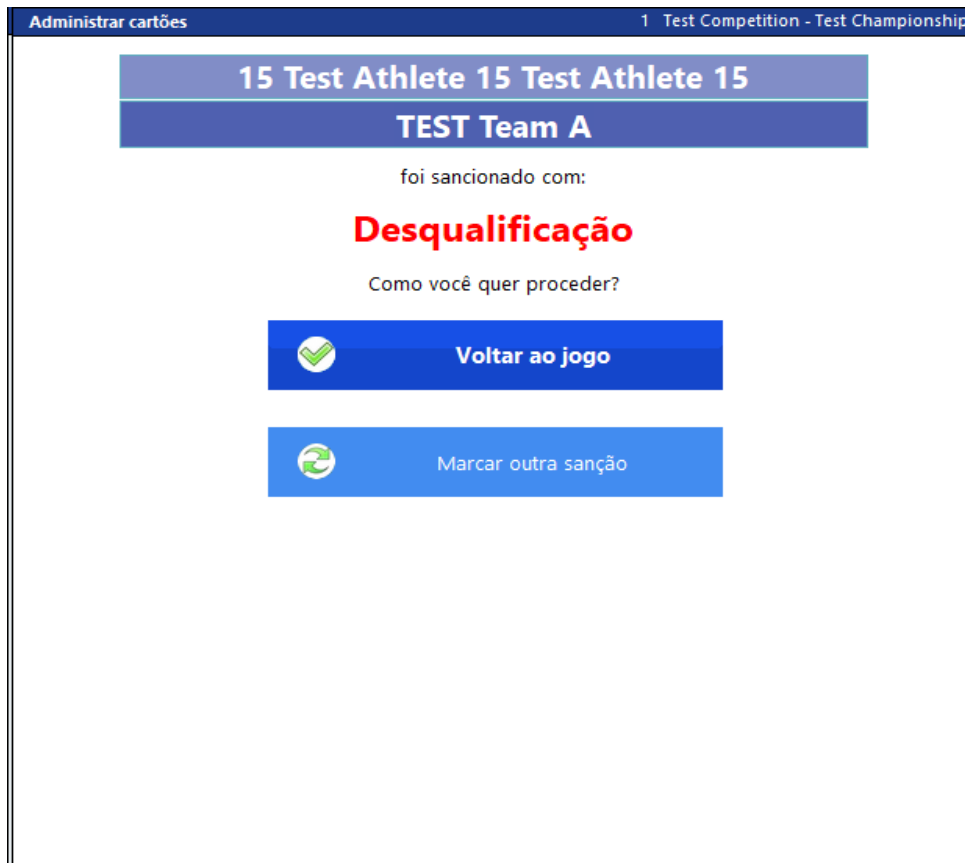 Administrar cartões
1 Test Competition - Test Championship
15 Test Athlete 15 Test Athlete 15
TEST Team A
foi sancionado com:
Desqualificação
Como você quer proceder?
Voltar ao jogo
Marcar outra sanção